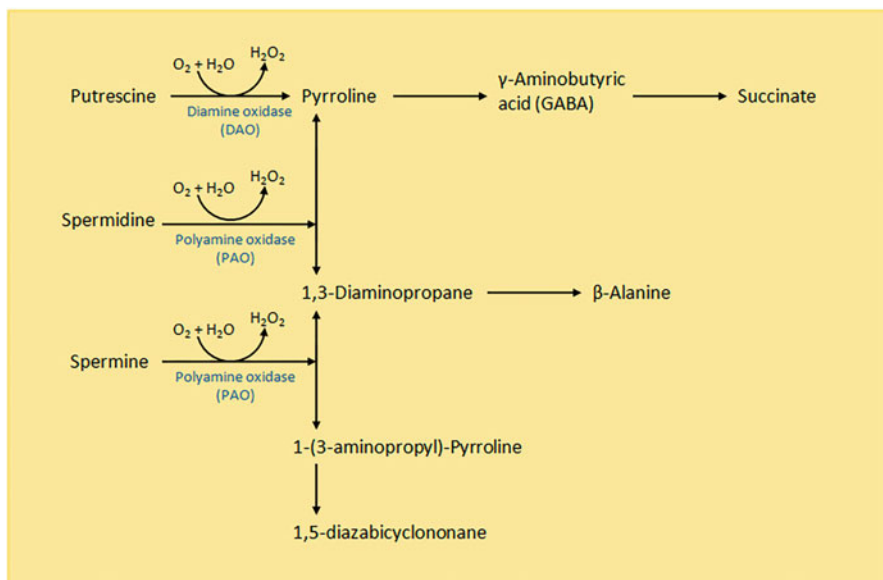 O₂ + H₂O H₂O₂
Putrescine Pyrroline γ-Aminobutyric acid (GABA) Succinate
Diamine oxidase
(DAO)
O₂ + H₂O H₂O₂
Spermidine
Polyamine oxidase
(PAO)
1,3-Diaminopropane β-Alanine
O₂ + H₂O H₂O₂
Spermine
Polyamine oxidase
(PAO)
1-(3-aminopropyl)-Pyrroline
1,5-diazabicyclononane